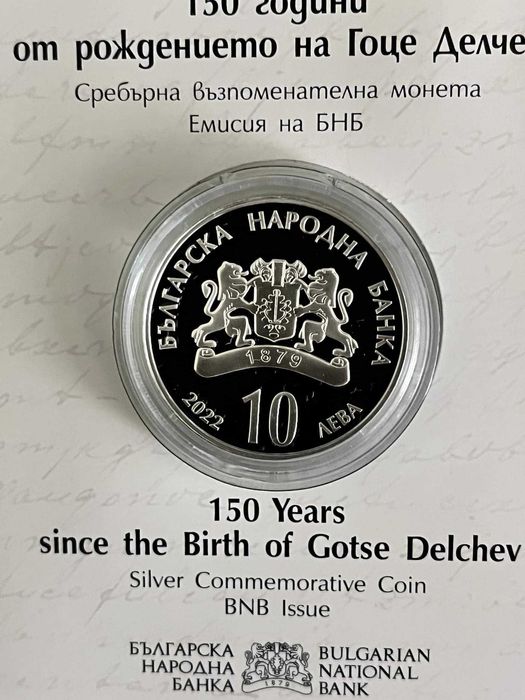 150 години
от рождението на Гоце Делче
Сребърна възпоменателна монета
Емисия на БНБ
БЪЛГАРСКА НАРОДНА БАНКА
1879
2022 10 ЛЕВА
150 Years
since the Birth of Gotse Delchev
Silver Commemorative Coin
BNB Issue
БЪЛГАРСКА
НАРОДНА
БАНКА
1879
BULGARIAN
NATIONAL
BANK